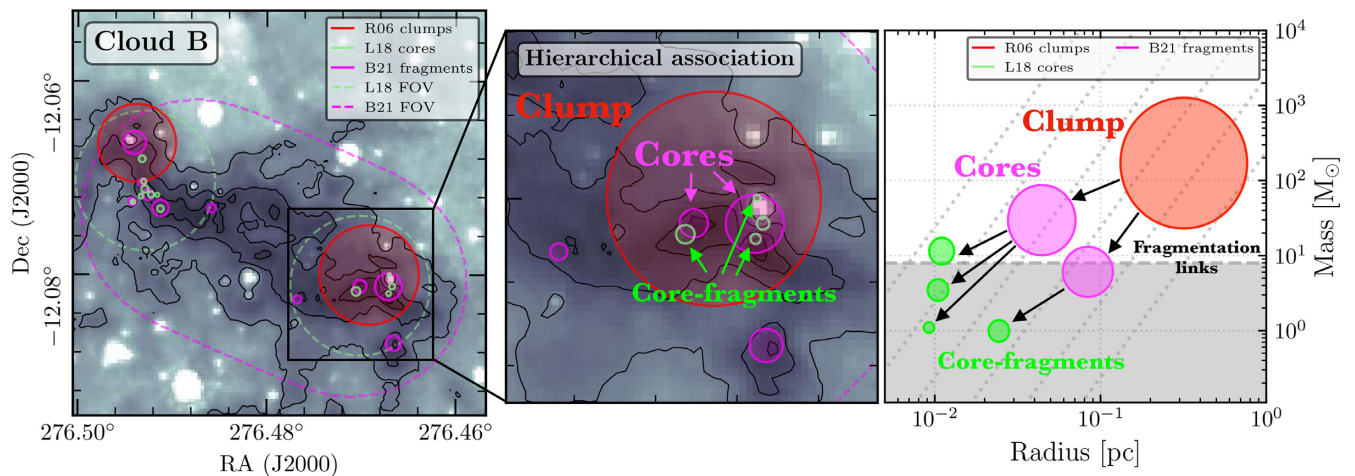 Cloud B
R06 clumps
L18 cores
B21 fragments
L18 FOV
B21 FOV
−12.06°
−12.08°
Dec (J2000)
276.50°
276.48°
276.46°
RA (J2000)
Hierarchical association
Clump
Cores
Core-fragments
R06 clumps
B21 fragments
L18 cores
Clump
Cores
Fragmentation
links
Core-fragments
10⁴
10³
10²
10¹
10⁰
Mass [M☉]
10⁻²
10⁻¹
10⁰
Radius [pc]